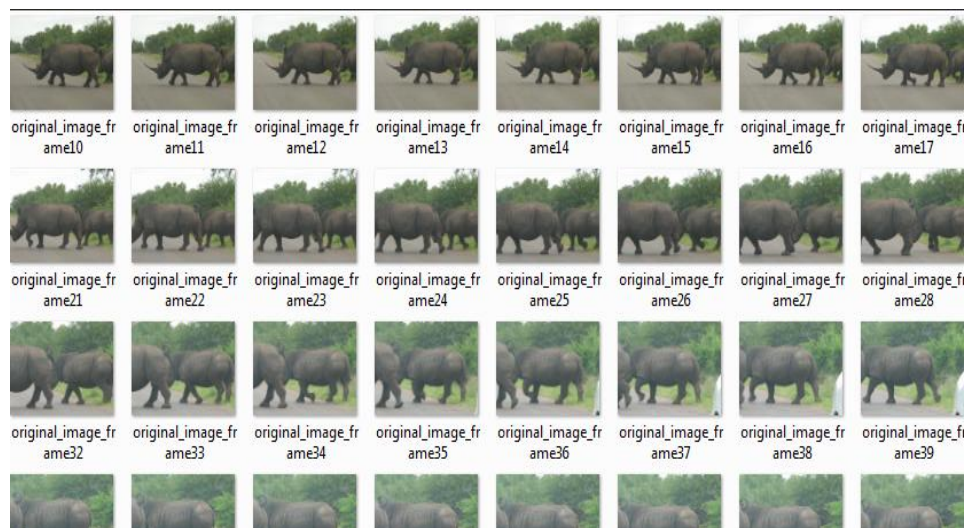 original_image_fr original_image_fr original_image_fr original_image_fr original_image_fr original_image_fr original_image_fr original_image_fr
ame10 ame11 ame12 ame13 ame14 ame15 ame16 ame17
original_image_fr original_image_fr original_image_fr original_image_fr original_image_fr original_image_fr original_image_fr original_image_fr
ame21 ame22 ame23 ame24 ame25 ame26 ame27 ame28
original_image_fr original_image_fr original_image_fr original_image_fr original_image_fr original_image_fr original_image_fr original_image_fr
ame32 ame33 ame34 ame35 ame36 ame37 ame38 ame39